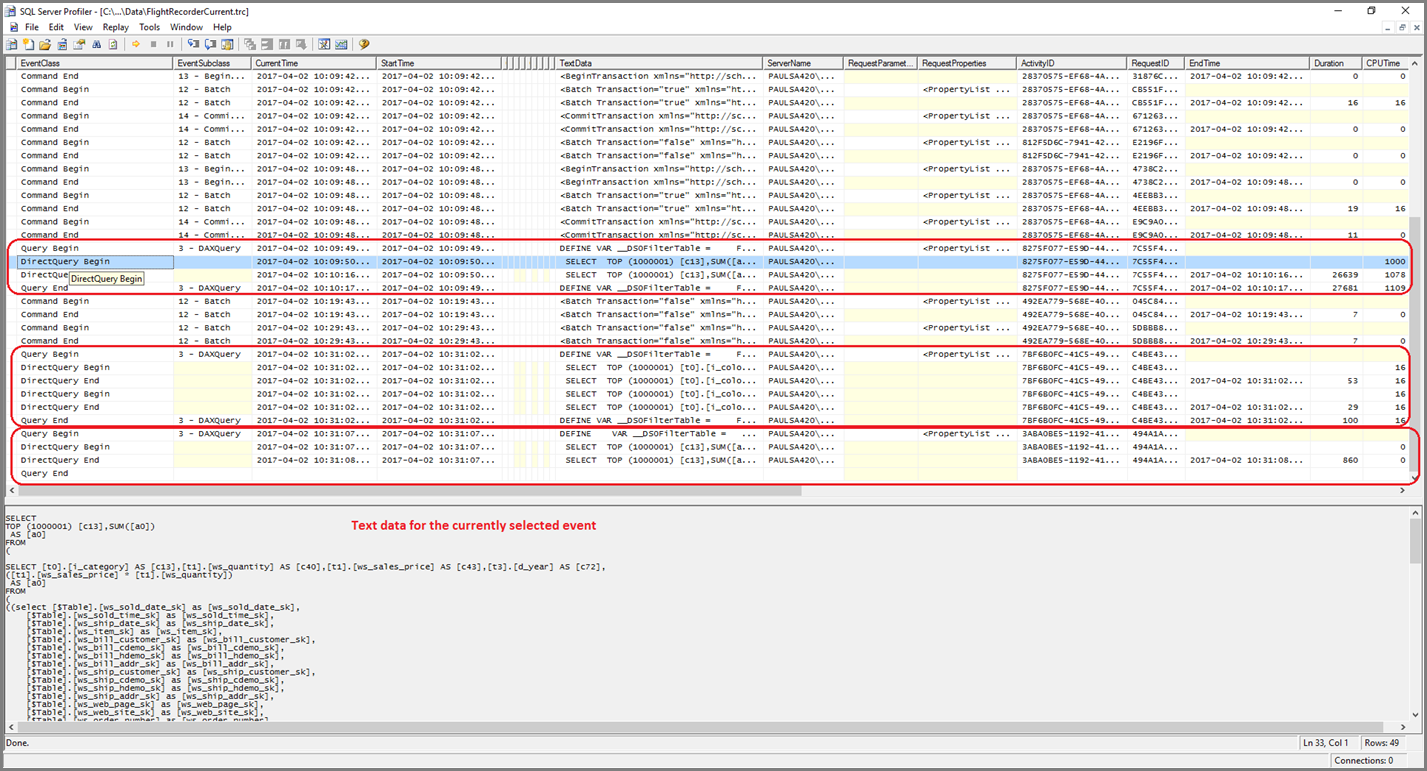 SQL Server Profiler - [C:\...\Data\FlightRecorderCurrent.trc]
File Edit View Replay Tools Window Help
EventClass EventSubclass CurrentTime StartTime TextData ServerName RequestParamet... RequestProperties ActivityID RequestID EndTime Duration CPUTime
Command End 13 - Begin... 2017-04-02 10:09:42... 2017-04-02 10:09:42... <BeginTransaction xmlns="http://sch... PAULSA420\... 28370575-EF68-4A... 31876C... 2017-04-02 10:09:42... 0 0
Command Begin 12 - Batch 2017-04-02 10:09:42... 2017-04-02 10:09:42... <Batch Transaction="true" xmlns="ht... PAULSA420\... <PropertyList ... 28370575-EF68-4A... CB551F...
Command End 12 - Batch 2017-04-02 10:09:42... 2017-04-02 10:09:42... <Batch Transaction="true" xmlns="ht... PAULSA420\... 28370575-EF68-4A... CB551F... 2017-04-02 10:09:42... 16 16
Command Begin 14 - Commi... 2017-04-02 10:09:42... 2017-04-02 10:09:42... <CommitTransaction xmlns="http://sc... PAULSA420\... <PropertyList ... 28370575-EF68-4A... 671263...
Command End 14 - Commi... 2017-04-02 10:09:42... 2017-04-02 10:09:42... <CommitTransaction xmlns="http://sc... PAULSA420\... 28370575-EF68-4A... 671263... 2017-04-02 10:09:42... 0 0
Command Begin 12 - Batch 2017-04-02 10:09:42... 2017-04-02 10:09:42... <Batch Transaction="false" xmlns="h... PAULSA420\... <PropertyList ... 812F5D6C-7941-42... E2196F...
Command End 12 - Batch 2017-04-02 10:09:42... 2017-04-02 10:09:42... <Batch Transaction="false" xmlns="h... PAULSA420\... 812F5D6C-7941-42... E2196F... 2017-04-02 10:09:42... 0 0
Command Begin 13 - Begin... 2017-04-02 10:09:48... 2017-04-02 10:09:48... <BeginTransaction xmlns="http://sch... PAULSA420\... <PropertyList ... 28370575-EF68-4A... 4738C2...
Command End 13 - Begin... 2017-04-02 10:09:48... 2017-04-02 10:09:48... <BeginTransaction xmlns="http://sch... PAULSA420\... 28370575-EF68-4A... 4738C2... 2017-04-02 10:09:48... 0 0
Command Begin 12 - Batch 2017-04-02 10:09:48... 2017-04-02 10:09:48... <Batch Transaction="true" xmlns="ht... PAULSA420\... <PropertyList ... 28370575-EF68-4A... 4EEBB3...
Command End 12 - Batch 2017-04-02 10:09:48... 2017-04-02 10:09:48... <Batch Transaction="true" xmlns="ht... PAULSA420\... 28370575-EF68-4A... 4EEBB3... 2017-04-02 10:09:48... 19 16
Command Begin 14 - Commi... 2017-04-02 10:09:48... 2017-04-02 10:09:48... <CommitTransaction xmlns="http://sc... PAULSA420\... <PropertyList ... 28370575-EF68-4A... E9C9A0...
Command End 14 - Commi... 2017-04-02 10:09:48... 2017-04-02 10:09:48... <CommitTransaction xmlns="http://sc... PAULSA420\... 28370575-EF68-4A... E9C9A0... 2017-04-02 10:09:48... 11 0
Query Begin 3 - DAXQuery 2017-04-02 10:09:49... 2017-04-02 10:09:49... DEFINE VAR __DSOFilterTable = F... PAULSA420\... <PropertyList ... 8275F077-E59D-44... 7C55F4...
DirectQuery Begin 2017-04-02 10:09:50... 2017-04-02 10:09:50... SELECT TOP (1000001) [c13],SUM([a... PAULSA420\... 8275F077-E59D-44... 7C55F4... 1000
DirectQue 2017-04-02 10:10:16... 2017-04-02 10:09:50... SELECT TOP (1000001) [c13],SUM([a... PAULSA420\... 8275F077-E59D-44... 7C55F4... 2017-04-02 10:10:16... 26639 1078
DirectQuery Begin
Query End 3 - DAXQuery 2017-04-02 10:10:17... 2017-04-02 10:09:49... DEFINE VAR __DSOFilterTable = F... PAULSA420\... 8275F077-E59D-44... 7C55F4... 2017-04-02 10:10:17... 27681 1109
Command Begin 12 - Batch 2017-04-02 10:19:43... 2017-04-02 10:19:43... <Batch Transaction="false" xmlns="h... PAULSA420\... <PropertyList ... 492EA779-568E-40... 045C84...
Command End 12 - Batch 2017-04-02 10:19:43... 2017-04-02 10:19:43... <Batch Transaction="false" xmlns="h... PAULSA420\... 492EA779-568E-40... 045C84... 2017-04-02 10:19:43... 7 0
Command Begin 12 - Batch 2017-04-02 10:29:43... 2017-04-02 10:29:43... <Batch Transaction="false" xmlns="h... PAULSA420\... <PropertyList ... 492EA779-568E-40... 5DBBB8...
Command End 12 - Batch 2017-04-02 10:29:43... 2017-04-02 10:29:43... <Batch Transaction="false" xmlns="h... PAULSA420\... 492EA779-568E-40... 5DBBB8... 2017-04-02 10:29:43... 7 0
Query Begin 3 - DAXQuery 2017-04-02 10:31:02... 2017-04-02 10:31:02... DEFINE VAR __DSOFilterTable = F... PAULSA420\... <PropertyList ... 7BF6B0FC-41C5-49... C4BE43...
DirectQuery Begin 2017-04-02 10:31:02... 2017-04-02 10:31:02... SELECT TOP (1000001) [t0].[i_colo... PAULSA420\... 7BF6B0FC-41C5-49... C4BE43... 16
DirectQuery End 2017-04-02 10:31:02... 2017-04-02 10:31:02... SELECT TOP (1000001) [t0].[i_colo... PAULSA420\... 7BF6B0FC-41C5-49... C4BE43... 2017-04-02 10:31:02... 53 16
DirectQuery Begin 2017-04-02 10:31:02... 2017-04-02 10:31:02... SELECT TOP (1000001) [t0].[i_colo... PAULSA420\... 7BF6B0FC-41C5-49... C4BE43... 16
DirectQuery End 2017-04-02 10:31:02... 2017-04-02 10:31:02... SELECT TOP (1000001) [t0].[i_colo... PAULSA420\... 7BF6B0FC-41C5-49... C4BE43... 2017-04-02 10:31:02... 29 16
Query End 3 - DAXQuery 2017-04-02 10:31:02... 2017-04-02 10:31:02... DEFINE VAR __DSOFilterTable = F... PAULSA420\... 7BF6B0FC-41C5-49... C4BE43... 2017-04-02 10:31:02... 100 16
Query Begin 3 - DAXQuery 2017-04-02 10:31:07... 2017-04-02 10:31:07... DEFINE VAR __DSOFilterTable = ... PAULSA420\... <PropertyList ... 3ABA0BE5-1192-41... 494A1A...
DirectQuery Begin 2017-04-02 10:31:07... 2017-04-02 10:31:07... SELECT TOP (1000001) [c13],SUM([a... PAULSA420\... 3ABA0BE5-1192-41... 494A1A... 0
DirectQuery End 2017-04-02 10:31:08... 2017-04-02 10:31:07... SELECT TOP (1000001) [c13],SUM([a... PAULSA420\... 3ABA0BE5-1192-41... 494A1A... 2017-04-02 10:31:08... 860 0
Query End
Text data for the currently selected event
SELECT
TOP (1000001) [c13],SUM([a0])
AS [a0]
FROM
(
SELECT [t0].[i_category] AS [c13],[t1].[ws_quantity] AS [c40],[t1].[ws_sales_price] AS [c43],[t3].[d_year] AS [c72],
([t1].[ws_sales_price] * [t1].[ws_quantity])
AS [a0]
FROM
(
((select [$Table].[ws_sold_date_sk] as [ws_sold_date_sk],
[$Table].[ws_sold_time_sk] as [ws_sold_time_sk],
[$Table].[ws_ship_date_sk] as [ws_ship_date_sk],
[$Table].[ws_item_sk] as [ws_item_sk],
[$Table].[ws_bill_customer_sk] as [ws_bill_customer_sk],
[$Table].[ws_bill_cdemo_sk] as [ws_bill_cdemo_sk],
[$Table].[ws_bill_hdemo_sk] as [ws_bill_hdemo_sk],
[$Table].[ws_bill_addr_sk] as [ws_bill_addr_sk],
[$Table].[ws_ship_customer_sk] as [ws_ship_customer_sk],
[$Table].[ws_ship_cdemo_sk] as [ws_ship_cdemo_sk],
[$Table].[ws_ship_hdemo_sk] as [ws_ship_hdemo_sk],
[$Table].[ws_ship_addr_sk] as [ws_ship_addr_sk],
[$Table].[ws_web_page_sk] as [ws_web_page_sk],
[$Table].[ws_web_site_sk] as [ws_web_site_sk],
[$Table].[ws_order_number] as [ws_order_number]
Done.
Ln 33, Col 1 Rows: 49
Connections: 0